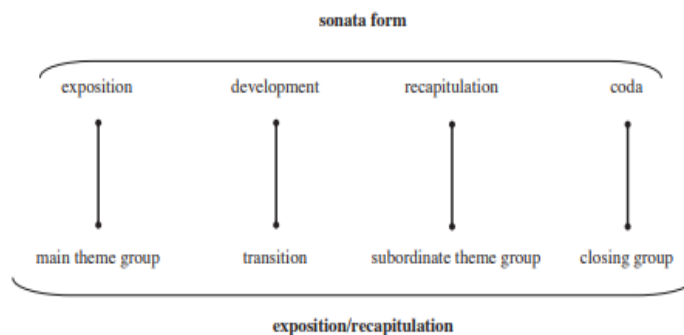 sonata form
exposition development recapitulation coda
main theme group transition subordinate theme group closing group
exposition/recapitulation